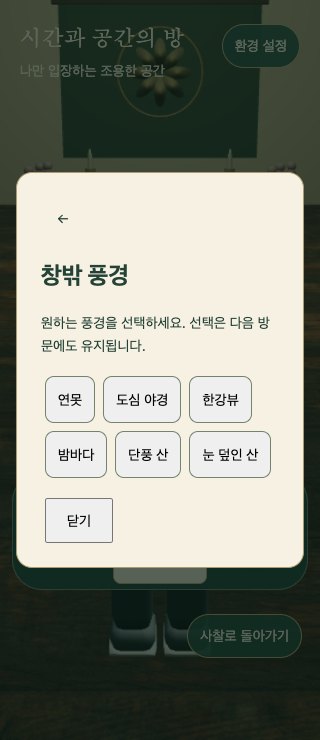 시간과 공간의 방
환경 설정
나만 입장하는 조용한 공간
←
창밖 풍경
원하는 풍경을 선택하세요. 선택은 다음 방
문에도 유지됩니다.
연못
도심 야경
한강뷰
밤바다
단풍 산
눈 덮인 산
닫기
사찰로 돌아가기